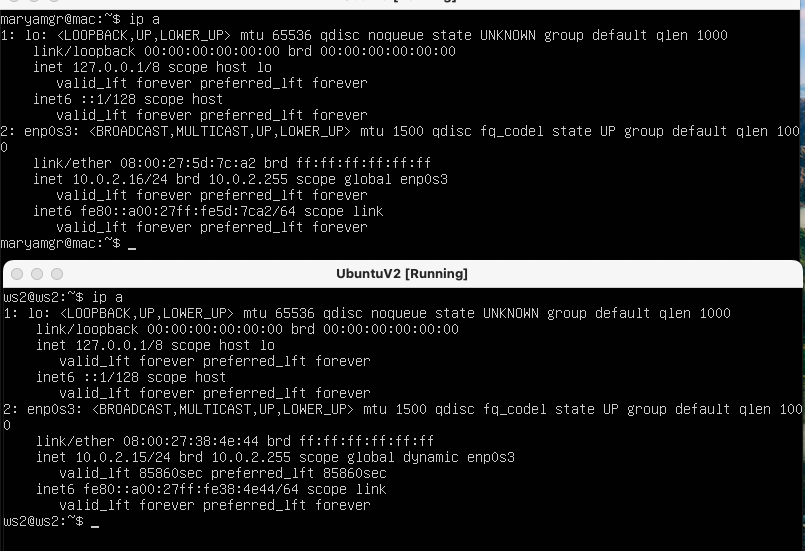 maryamgr@mac:~$ ip a
1: lo: <LOOPBACK,UP,LOWER_UP> mtu 65536 qdisc noqueue state UNKNOWN group default qlen 1000
    link/loopback 00:00:00:00:00:00 brd 00:00:00:00:00:00
    inet 127.0.0.1/8 scope host lo
       valid_lft forever preferred_lft forever
    inet6 ::1/128 scope host
       valid_lft forever preferred_lft forever
2: enp0s3: <BROADCAST,MULTICAST,UP,LOWER_UP> mtu 1500 qdisc fq_codel state UP group default qlen 100
0
    link/ether 08:00:27:5d:7c:a2 brd ff:ff:ff:ff:ff:ff
    inet 10.0.2.16/24 brd 10.0.2.255 scope global enp0s3
       valid_lft forever preferred_lft forever
    inet6 fe80::a00:27ff:fe5d:7ca2/64 scope link
       valid_lft forever preferred_lft forever
maryamgr@mac:~$ _
UbuntuV2 [Running]
ws2@ws2:~$ ip a
1: lo: <LOOPBACK,UP,LOWER_UP> mtu 65536 qdisc noqueue state UNKNOWN group default qlen 1000
    link/loopback 00:00:00:00:00:00 brd 00:00:00:00:00:00
    inet 127.0.0.1/8 scope host lo
       valid_lft forever preferred_lft forever
    inet6 ::1/128 scope host
       valid_lft forever preferred_lft forever
2: enp0s3: <BROADCAST,MULTICAST,UP,LOWER_UP> mtu 1500 qdisc fq_codel state UP group default qlen 100
0
    link/ether 08:00:27:38:4e:44 brd ff:ff:ff:ff:ff:ff
    inet 10.0.2.15/24 brd 10.0.2.255 scope global dynamic enp0s3
       valid_lft 85860sec preferred_lft 85860sec
    inet6 fe80::a00:27ff:fe38:4e44/64 scope link
       valid_lft forever preferred_lft forever
ws2@ws2:~$ _